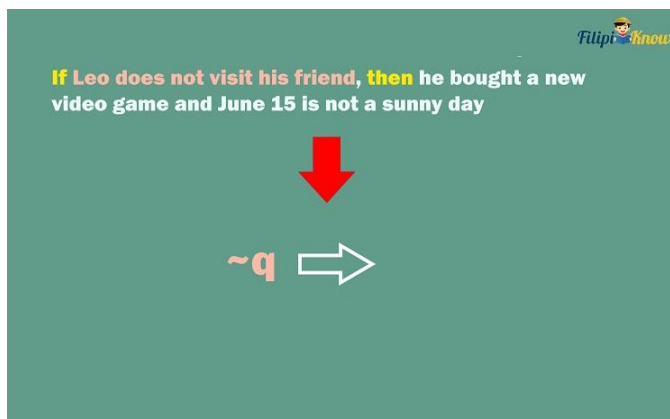 FilipiKnow
If Leo does not visit his friend, then he bought a new
video game and June 15 is not a sunny day
~q